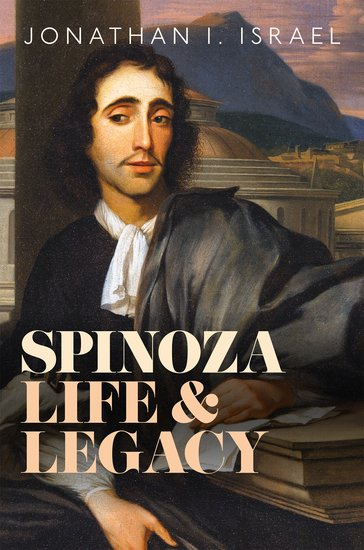 JONATHAN I. ISRAEL
SPINOZA
LIFE &
LEGACY